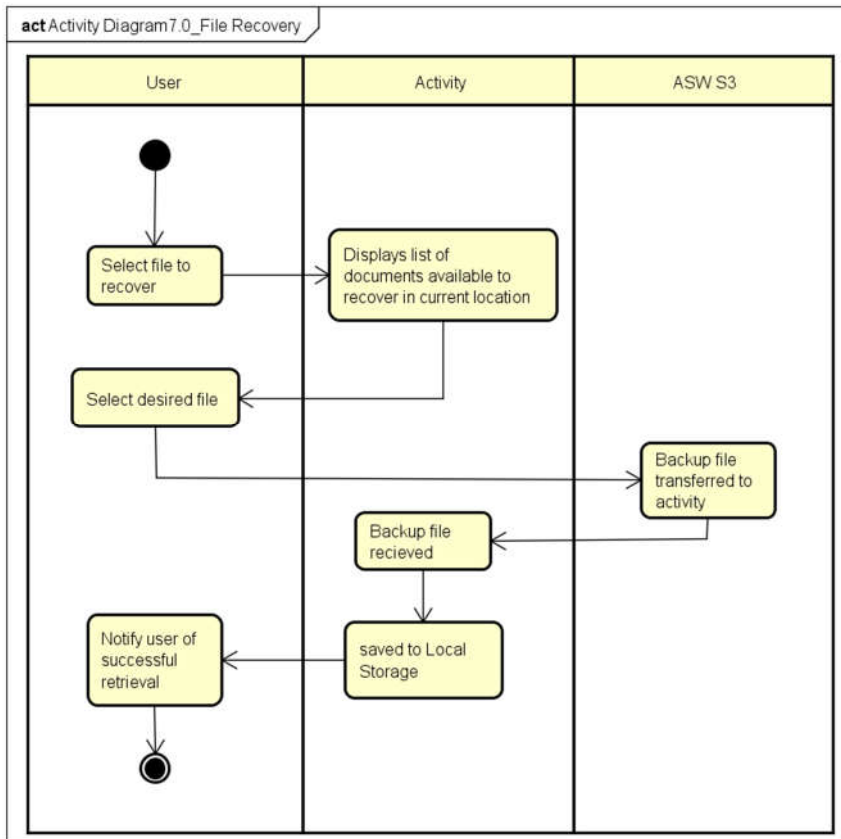 act Activity Diagram7.0_File Recovery
User
Activity
ASW S3
Select file to
recover
Displays list of
documents available to
recover in current location
Select desired file
Backup file
transferred to
activity
Backup file
recieved
saved to Local
Storage
Notify user of
successful
retrieval